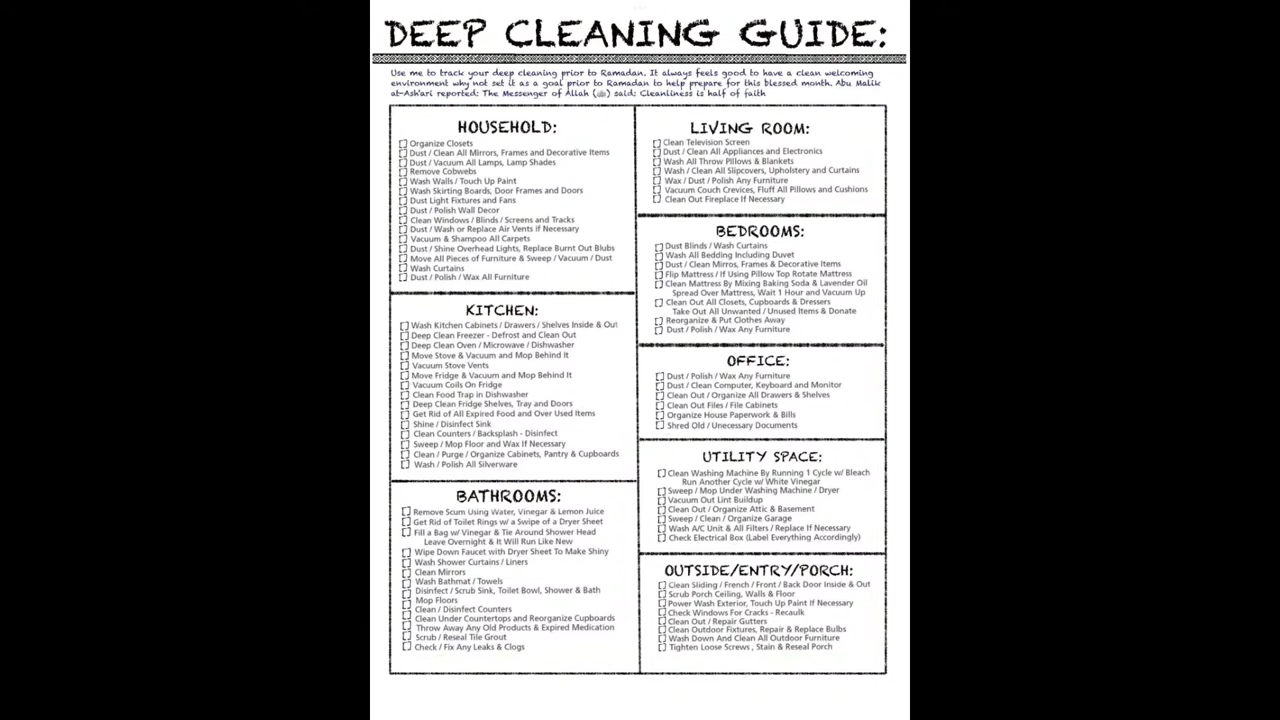 DEEP CLEANING GUIDE:
Use me to track your deep cleaning prior to Ramadan. It always feels good to have a clean welcoming
environment why not set it as a goal prior to Ramadan to help prepare for this blessed month. Abu Malik
at-Ash'ari reported: The Messenger of Allah (ﷺ) said: Cleanliness is half of faith
HOUSEHOLD:
Organize Closets
Dust / Clean All Mirrors, Frames and Decorative Items
Dust / Vacuum All Lamps, Lamp Shades
Remove Cobwebs
Wash Walls / Touch Up Paint
Wash Skirting Boards, Door Frames and Doors
Dust Light Fixtures and Fans
Dust / Polish Wall Decor
Clean Windows / Blinds / Screens and Tracks
Dust / Wash or Replace Air Vents if Necessary
Vacuum & Shampoo All Carpets
Dust / Shine Overhead Lights, Replace Burnt Out Blubs
Move All Pieces of Furniture & Sweep / Vacuum / Dust
Wash Curtains
Dust / Polish / Wax All Furniture
KITCHEN:
Wash Kitchen Cabinets / Drawers / Shelves Inside & Out
Deep Clean Freezer - Defrost and Clean Out
Deep Clean Oven / Microwave / Dishwasher
Move Stove & Vacuum and Mop Behind It
Vacuum Stove Vents
Move Fridge & Vacuum and Mop Behind It
Vacuum Coils On Fridge
Clean Food Trap in Dishwasher
Deep Clean Fridge Shelves, Tray and Doors
Get Rid of All Expired Food and Over Used Items
Shine / Disinfect Sink
Clean Counters / Backsplash - Disinfect
Sweep / Mop Floor and Wax If Necessary
Clean / Purge / Organize Cabinets, Pantry & Cupboards
Wash / Polish All Silverware
BATHROOMS:
Remove Scum Using Water, Vinegar & Lemon Juice
Get Rid of Toilet Rings w/ a Swipe of a Dryer Sheet
Fill a Bag w/ Vinegar & Tie Around Shower Head
Leave Overnight & It Will Run Like New
Wipe Down Faucet with Dryer Sheet To Make Shiny
Wash Shower Curtains / Liners
Clean Mirrors
Wash Bathmat / Towels
Disinfect / Scrub Sink, Toilet Bowl, Shower & Bath
Mop Floors
Clean / Disinfect Counters
Clean Under Countertops and Reorganize Cupboards
Throw Away Any Old Products & Expired Medication
Scrub / Reseal Tile Grout
Check / Fix Any Leaks & Clogs
LIVING ROOM:
Clean Television Screen
Dust / Clean All Appliances and Electronics
Wash All Throw Pillows & Blankets
Wash / Clean All Slipcovers, Upholstery and Curtains
Wax / Dust / Polish Any Furniture
Vacuum Couch Crevices, Fluff All Pillows and Cushions
Clean Out Fireplace If Necessary
BEDROOMS:
Dust Blinds / Wash Curtains
Wash All Bedding Including Duvet
Dust / Clean Mirros, Frames & Decorative Items
Flip Mattress / If Using Pillow Top Rotate Mattress
Clean Mattress By Mixing Baking Soda & Lavender Oil
Spread Over Mattress, Wait 1 Hour and Vacuum Up
Clean Out All Closets, Cupboards & Dressers
Take Out All Unwanted / Unused Items & Donate
Reorganize & Put Clothes Away
Dust / Polish / Wax Any Furniture
OFFICE:
Dust / Polish / Wax Any Furniture
Dust / Clean Computer, Keyboard and Monitor
Clean Out / Organize All Drawers & Shelves
Clean Out Files / File Cabinets
Organize House Paperwork & Bills
Shred Old / Unecessary Documents
UTILITY SPACE:
Clean Washing Machine By Running 1 Cycle w/ Bleach
Run Another Cycle w/ White Vinegar
Sweep / Mop Under Washing Machine / Dryer
Vacuum Out Lint Buildup
Clean Out / Organize Attic & Basement
Sweep / Clean / Organize Garage
Wash A/C Unit & All Filters / Replace If Necessary
Check Electrical Box (Label Everything Accordingly)
OUTSIDE/ENTRY/PORCH:
Clean Sliding / French / Front / Back Door Inside & Out
Scrub Porch Ceiling, Walls & Floor
Power Wash Exterior, Touch Up Paint If Necessary
Check Windows For Cracks - Recaulk
Clean Out / Repair Gutters
Clean Outdoor Fixtures, Repair & Replace Bulbs
Wash Down And Clean All Outdoor Furniture
Tighten Loose Screws , Stain & Reseal Porch